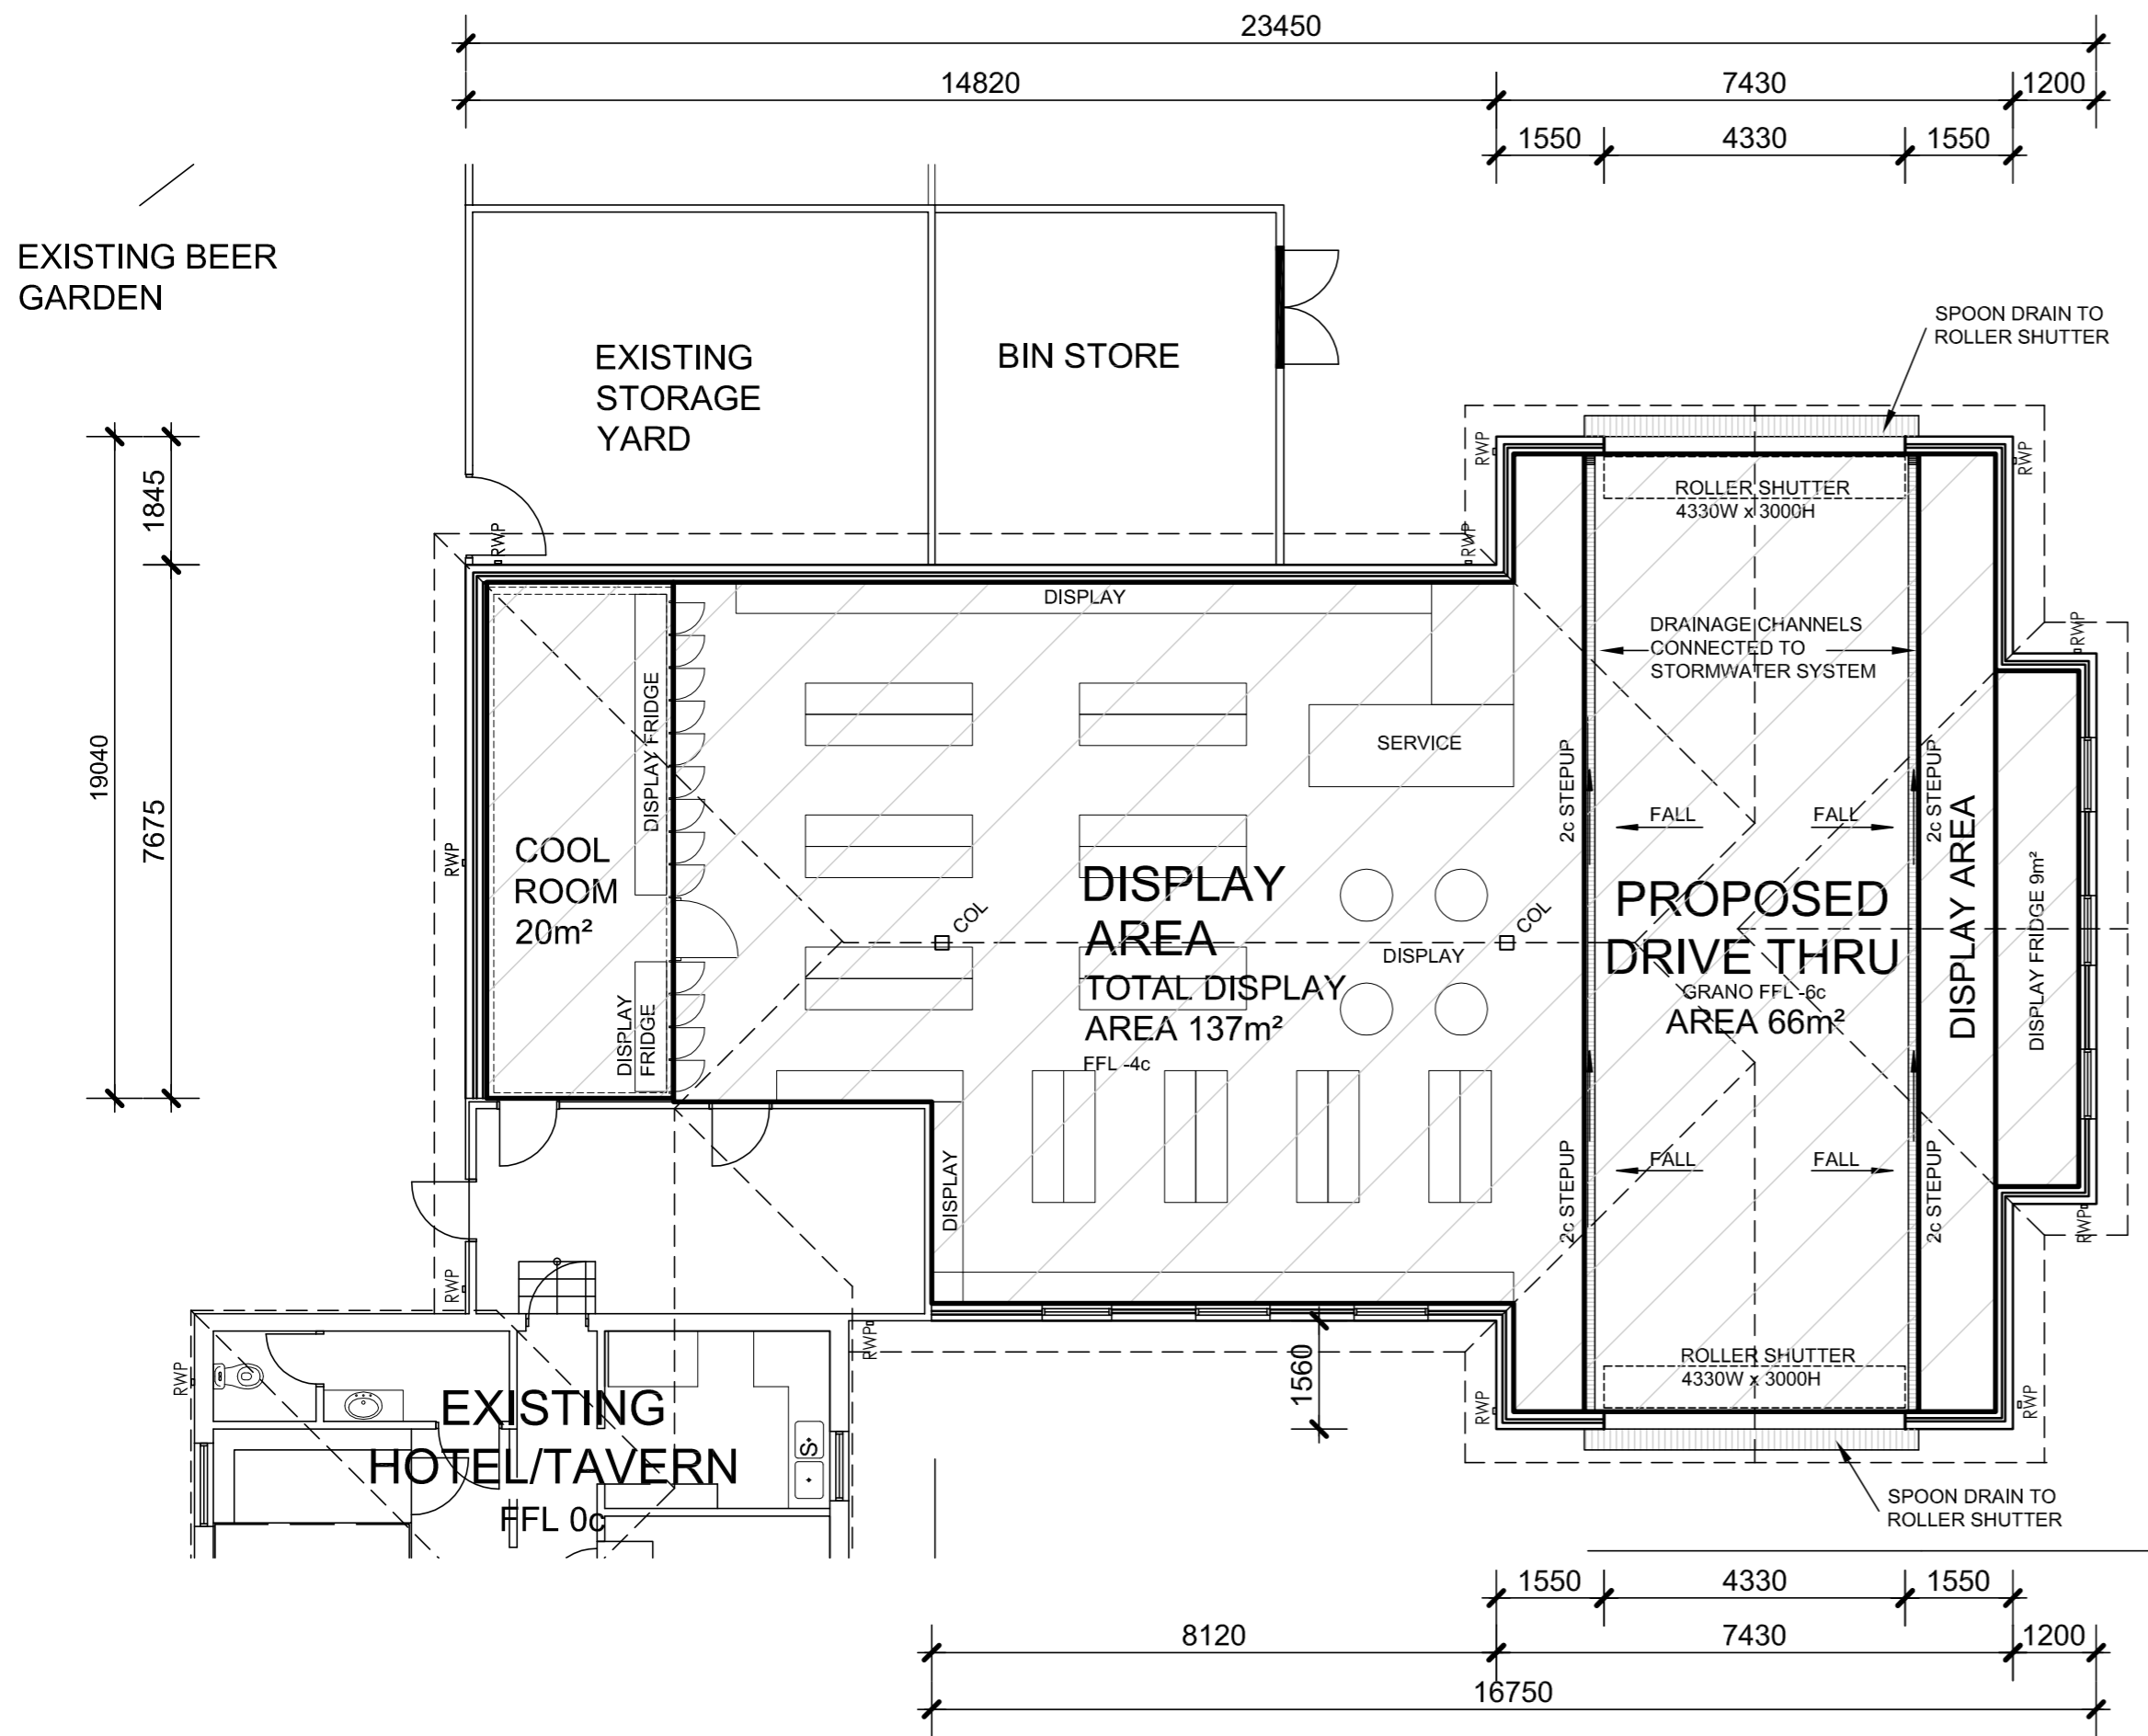 23450
14820
7430
1200
1550
4330
1550
EXISTING BEER
GARDEN
EXISTING
STORAGE
YARD
BIN STORE
SPOON DRAIN TO
ROLLER SHUTTER
1845
7675
19040
RWP
RWP
RWP
RWP
ROLLER SHUTTER
4330W x 3000H
DISPLAY
DRAINAGE CHANNELS
CONNECTED TO
STORMWATER SYSTEM
RWP
DISPLAY FRIDGE
SERVICE
2c STEPUP
2c STEPUP
FALL
FALL
RWP
COOL
ROOM
20m²
DISPLAY
AREA
TOTAL DISPLAY
AREA 137m²
FFL -4c
COL
COL
DISPLAY
PROPOSED
DRIVE THRU
GRANO FFL -6c
AREA 66m²
DISPLAY AREA
DISPLAY FRIDGE 9m²
DISPLAY
FRIDGE
DISPLAY
2c STEPUP
2c STEPUP
FALL
FALL
RWP
RWP
RWP
RWP
1560
ROLLER SHUTTER
4330W x 3000H
RWP
RWP
EXISTING
HOTEL/TAVERN
FFL 0c
S
SPOON DRAIN TO
ROLLER SHUTTER
1550
4330
1550
8120
7430
1200
16750